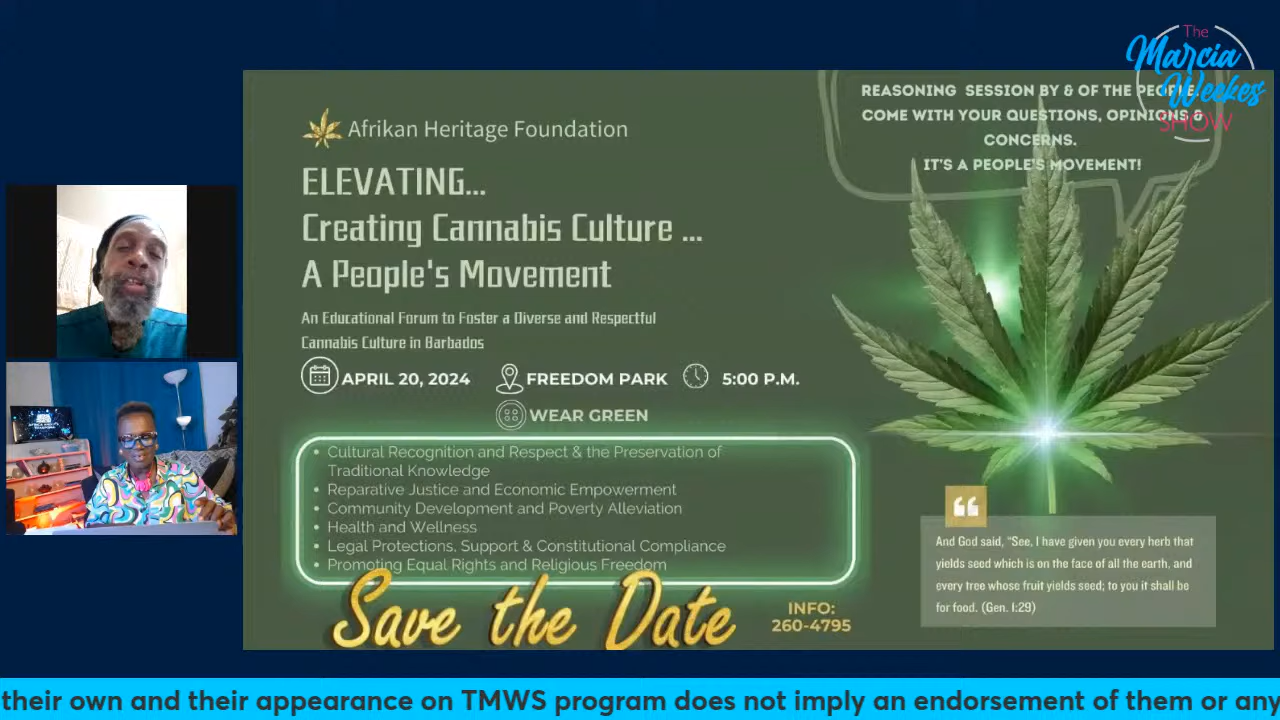 The
Marcia
Weekes
SHOW
REASONING SESSION BY & OF THE PEOPLE.
COME WITH YOUR QUESTIONS, OPINIONS &
CONCERNS.
IT'S A PEOPLE'S MOVEMENT!
Afrikan Heritage Foundation
ELEVATING...
Creating Cannabis Culture ...
A People's Movement
An Educational Forum to Foster a Diverse and Respectful
Cannabis Culture in Barbados
APRIL 20, 2024 FREEDOM PARK 5:00 P.M.
WEAR GREEN
• Cultural Recognition and Respect & the Preservation of
Traditional Knowledge
• Reparative Justice and Economic Empowerment
• Community Development and Poverty Alleviation
• Health and Wellness
• Legal Protections, Support & Constitutional Compliance
• Promoting Equal Rights and Religious Freedom
Save the Date
INFO:
260-4795
And God said, "See, I have given you every herb that
yields seed which is on the face of all the earth, and
every tree whose fruit yields seed; to you it shall be
for food. (Gen. 1:29)
their own and their appearance on TMWS program does not imply an endorsement of them or any